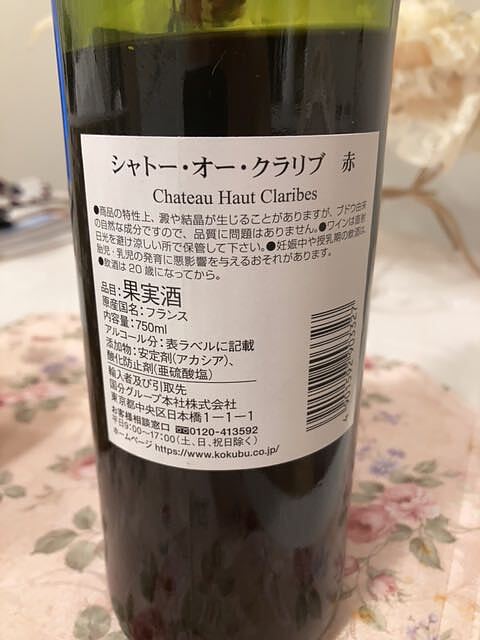 シャトー・オー・クラリブ　赤
Chateau Haut Claribes
●商品の特性上、澱や結晶が生じることがありますが、ブドウ由来
の自然な成分ですので、品質に問題はありません。●ワインは直射
日光を避け涼しい所で保管して下さい。●妊娠中や授乳期の飲酒は、
胎児・乳児の発育に悪影響を与えるおそれがあります。
●飲酒は20歳になってから。
品目:果実酒
原産国名:フランス
内容量:750ml
アルコール分:表ラベルに記載
添加物:安定剤(アカシア)、
酸化防止剤(亜硫酸塩)
輸入者及び引取先
国分グループ本社株式会社
東京都中央区日本橋1-1-1
お客様相談窓口 ☎0120-413592
平日9:00〜17:00(土、日、祝日除く)
ホームページ https://www.kokubu.co.jp/